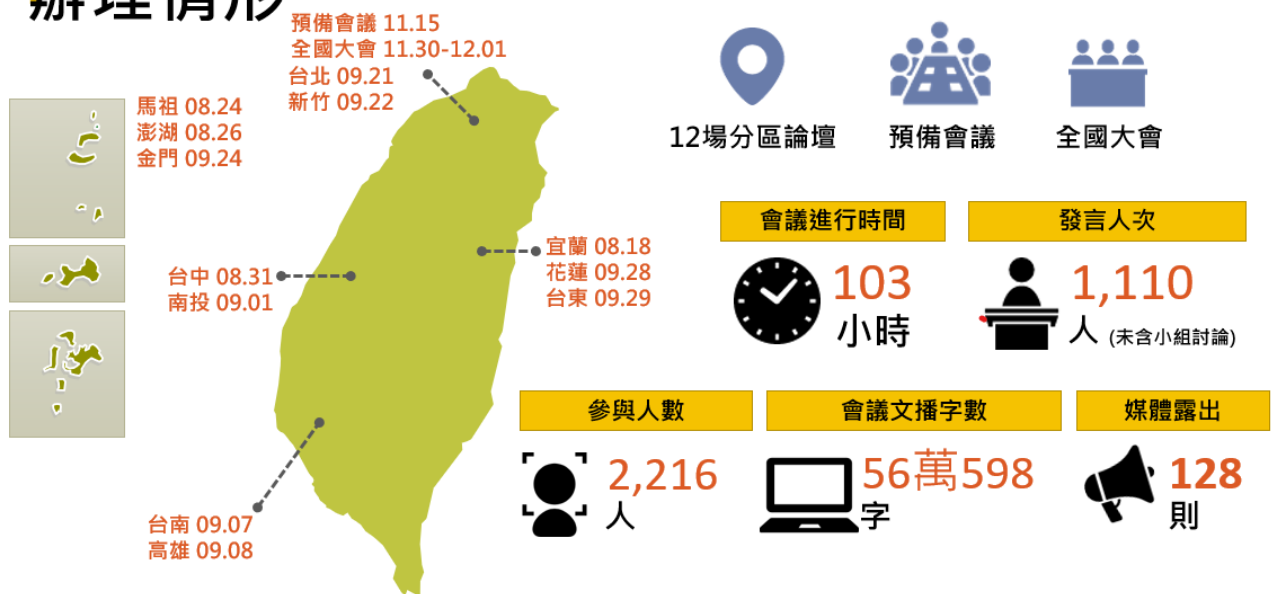 辦理情形
預備會議 11.15
全國大會 11.30-12.01
台北 09.21
新竹 09.22
馬祖 08.24
澎湖 08.26
金門 09.24
宜蘭 08.18
花蓮 09.28
台東 09.29
台中 08.31
南投 09.01
台南 09.07
高雄 09.08
12場分區論壇
預備會議
全國大會
會議進行時間
103
小時
發言人次
1,110
人 (未含小組討論)
參與人數
2,216
人
會議文播字數
56萬598
字
媒體露出
128
則